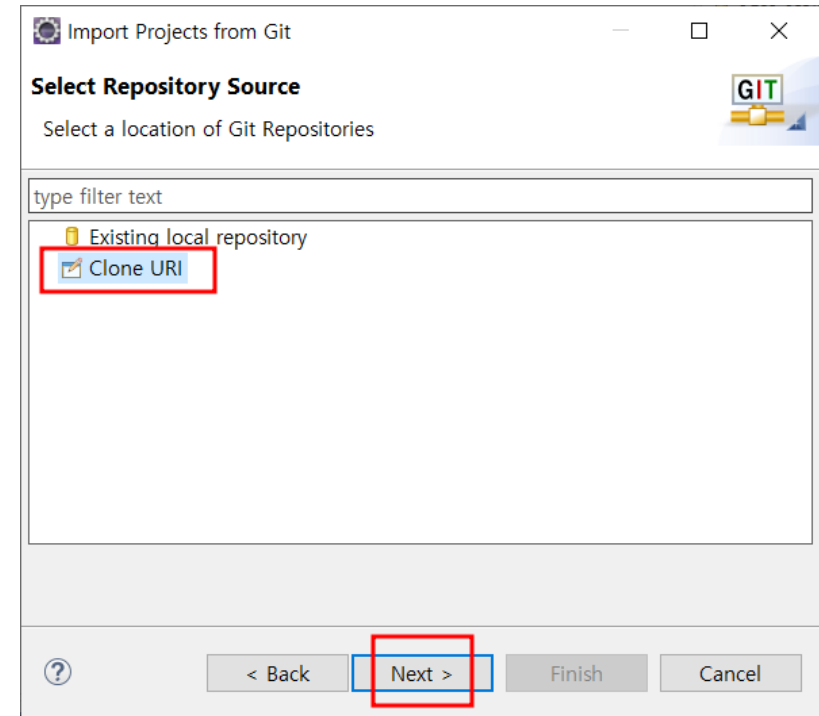 Import Projects from Git
Select Repository Source
Select a location of Git Repositories
GIT
type filter text
Existing local repository
Clone URI
? < Back Next > Finish Cancel